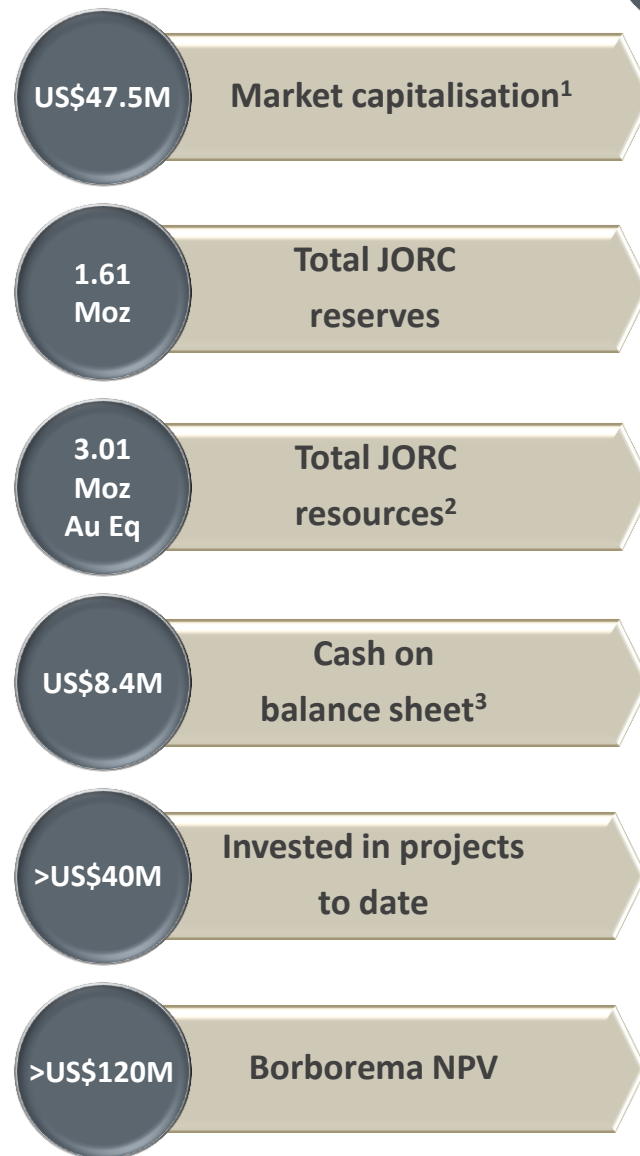 US$47.5M
Market capitalisation¹
1.61
Moz
Total JORC
reserves
3.01
Moz
Au Eq
Total JORC
resources²
US$8.4M
Cash on
balance sheet³
>US$40M
Invested in projects
to date
>US$120M
Borborema NPV